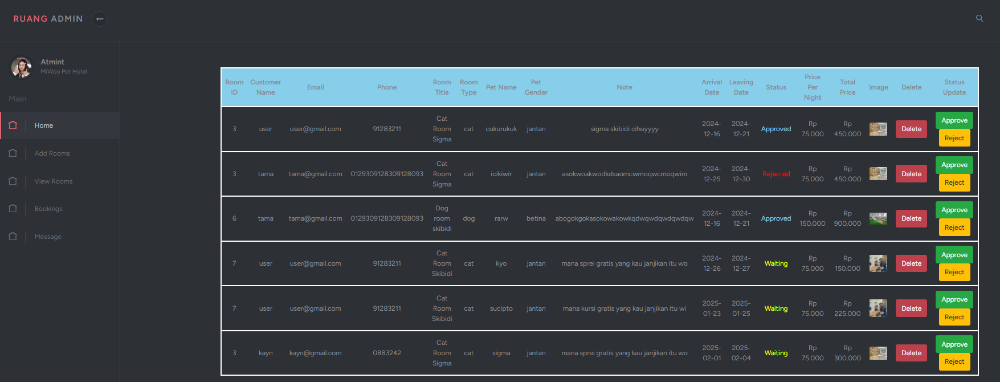 RUANG ADMIN
Atmint
MiWoo Pet Hotel
Main
Home
Add Rooms
View Rooms
Bookings
Message
Room ID Customer Name Email Phone Room Title Room Type Pet Name Pet Gender Note Arrival Date Leaving Date Status Price Per Night Total Price Image Delete Status Update
3 user user@gmail.com 91283211 Cat Room Sigma cat cukurukuk jantan sigma skibidi cihuyyyy 2024-12-16 2024-12-21 Approved Rp 75.000 Rp 450.000 Delete Approve Reject
3 tama tama@gmail.com 0129309128309128093 Cat Room Sigma cat icikiwir jantan 2024-12-25 2024-12-30 Rejected Rp 75.000 Rp 450.000 Delete Approve Reject
6 tama tama@gmail.com 0129309128309128093 Dog room skibidi dog rarw betina 2024-12-16 2024-12-21 Approved Rp 150.000 Rp 900.000 Delete Approve Reject
7 user user@gmail.com 91283211 Cat Room Skibidi cat kyo jantan mana sprei gratis yang kau janjikan itu wo 2024-12-26 2024-12-27 Waiting Rp 75.000 Rp 150.000 Delete Approve Reject
7 user user@gmail.com 91283211 Cat Room Skibidi cat sucipto jantan mana kursi gratis yang kau janjikan itu wi 2025-01-23 2025-01-25 Waiting Rp 75.000 Rp 225.000 Delete Approve Reject
3 kayn kayn@gmail.com 0883242 Cat Room Sigma cat sigma jantan mana sprei gratis yang kau janjikan itu wo 2025-02-01 2025-02-04 Waiting Rp 75.000 Rp 300.000 Delete Approve Reject